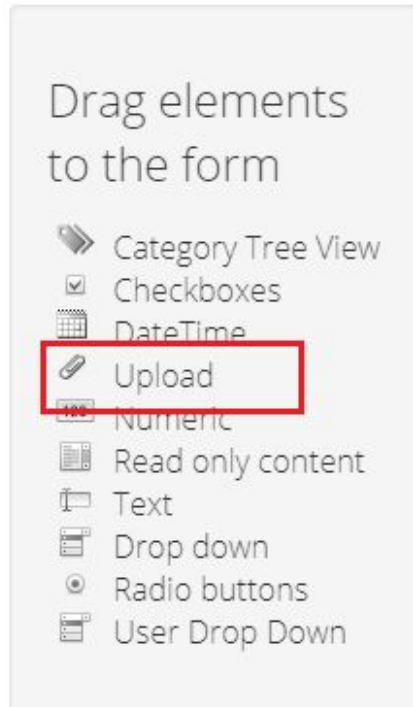 Drag elements
to the form
Category Tree View
Checkboxes
DateTime
Upload
Numeric
Read only content
Text
Drop down
Radio buttons
User Drop Down